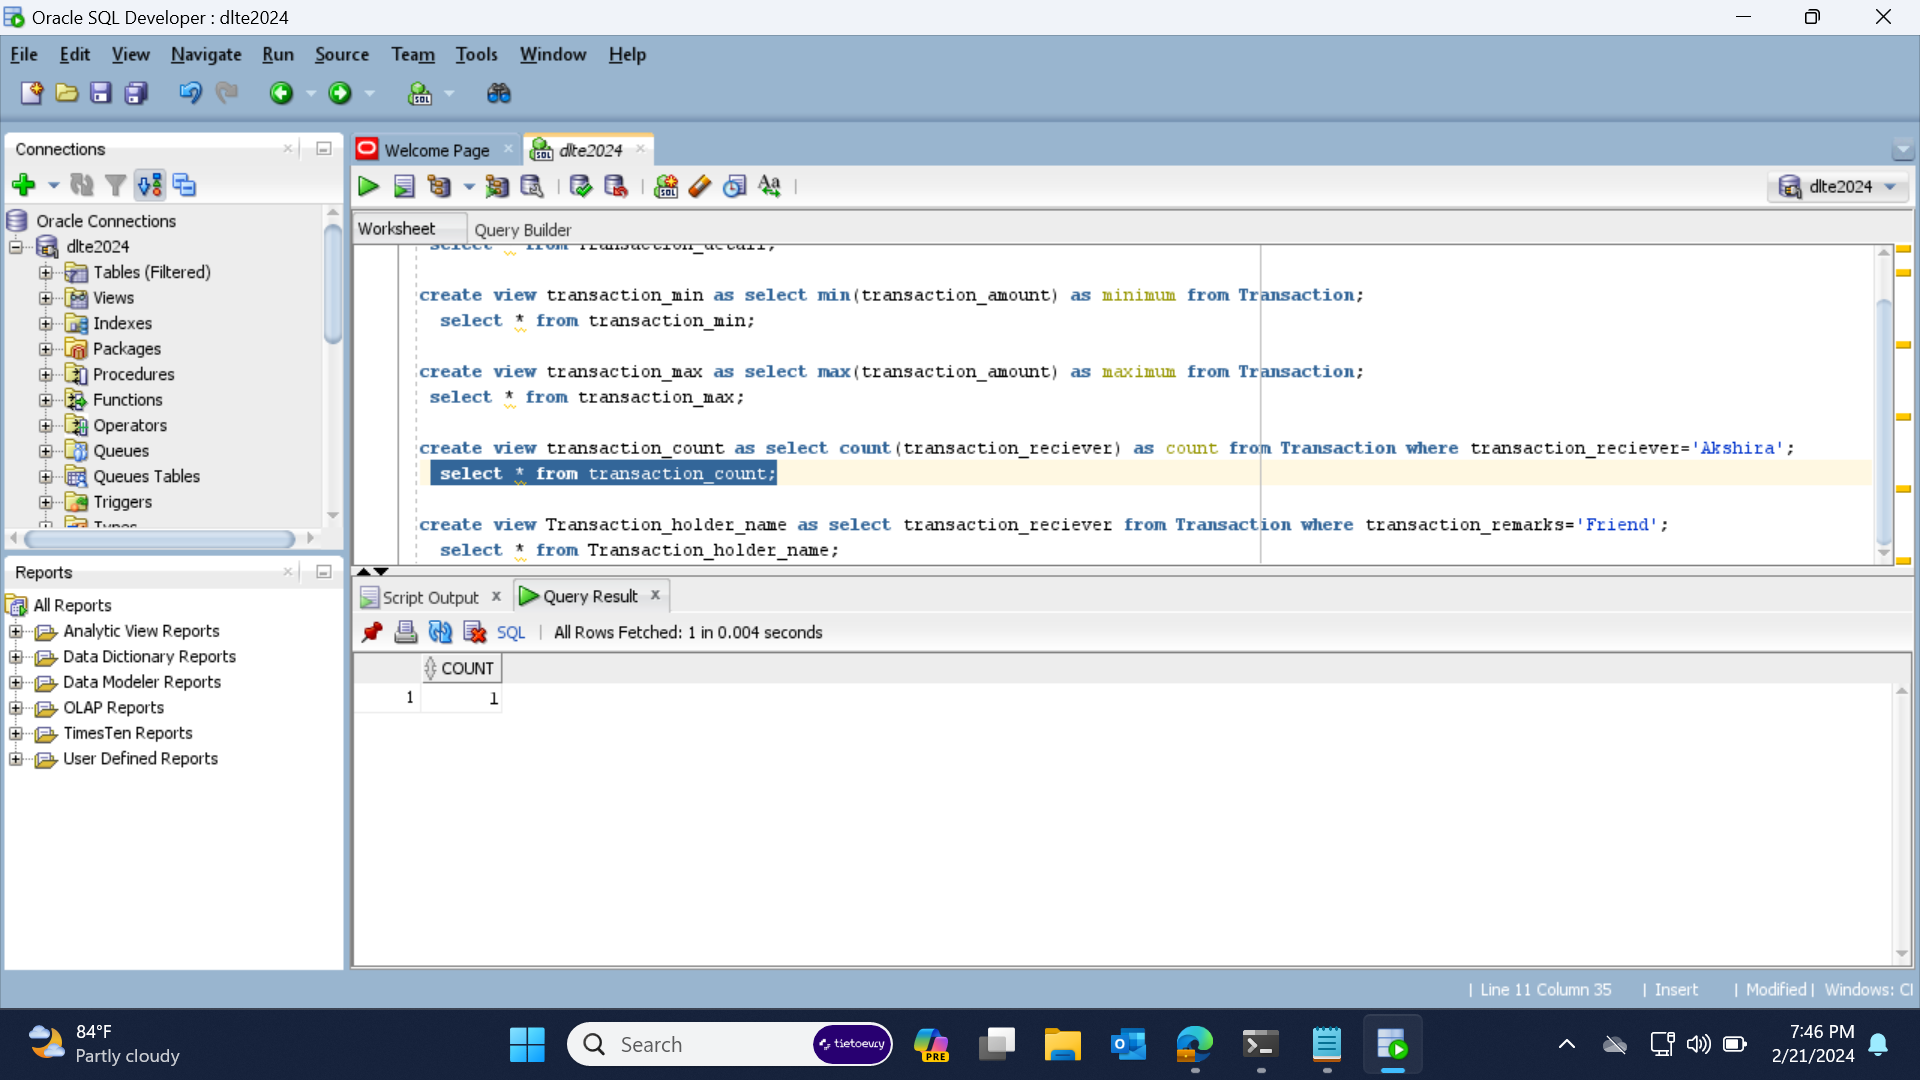 Oracle SQL Developer : dlte2024
File Edit View Navigate Run Source Team Tools Window Help
Connections
Oracle Connections
dlte2024
Tables (Filtered)
Views
Indexes
Packages
Procedures
Functions
Operators
Queues
Queues Tables
Triggers
Types
Reports
All Reports
Analytic View Reports
Data Dictionary Reports
Data Modeler Reports
OLAP Reports
TimesTen Reports
User Defined Reports
Welcome Page
dlte2024
dlte2024
Worksheet Query Builder
select * from Transaction_detail;
create view transaction_min as select min(transaction_amount) as minimum from Transaction;
select * from transaction_min;
create view transaction_max as select max(transaction_amount) as maximum from Transaction;
select * from transaction_max;
create view transaction_count as select count(transaction_reciever) as count from Transaction where transaction_reciever='Akshira';
select * from transaction_count;
create view Transaction_holder_name as select transaction_reciever from Transaction where transaction_remarks='Friend';
select * from Transaction_holder_name;
Script Output Query Result
SQL | All Rows Fetched: 1 in 0.004 seconds
COUNT
1 1
| Line 11 Column 35 | Insert | Modified | Windows: Cl
84°F
Partly cloudy
Search
tietoevry
PRE
7:46 PM
2/21/2024